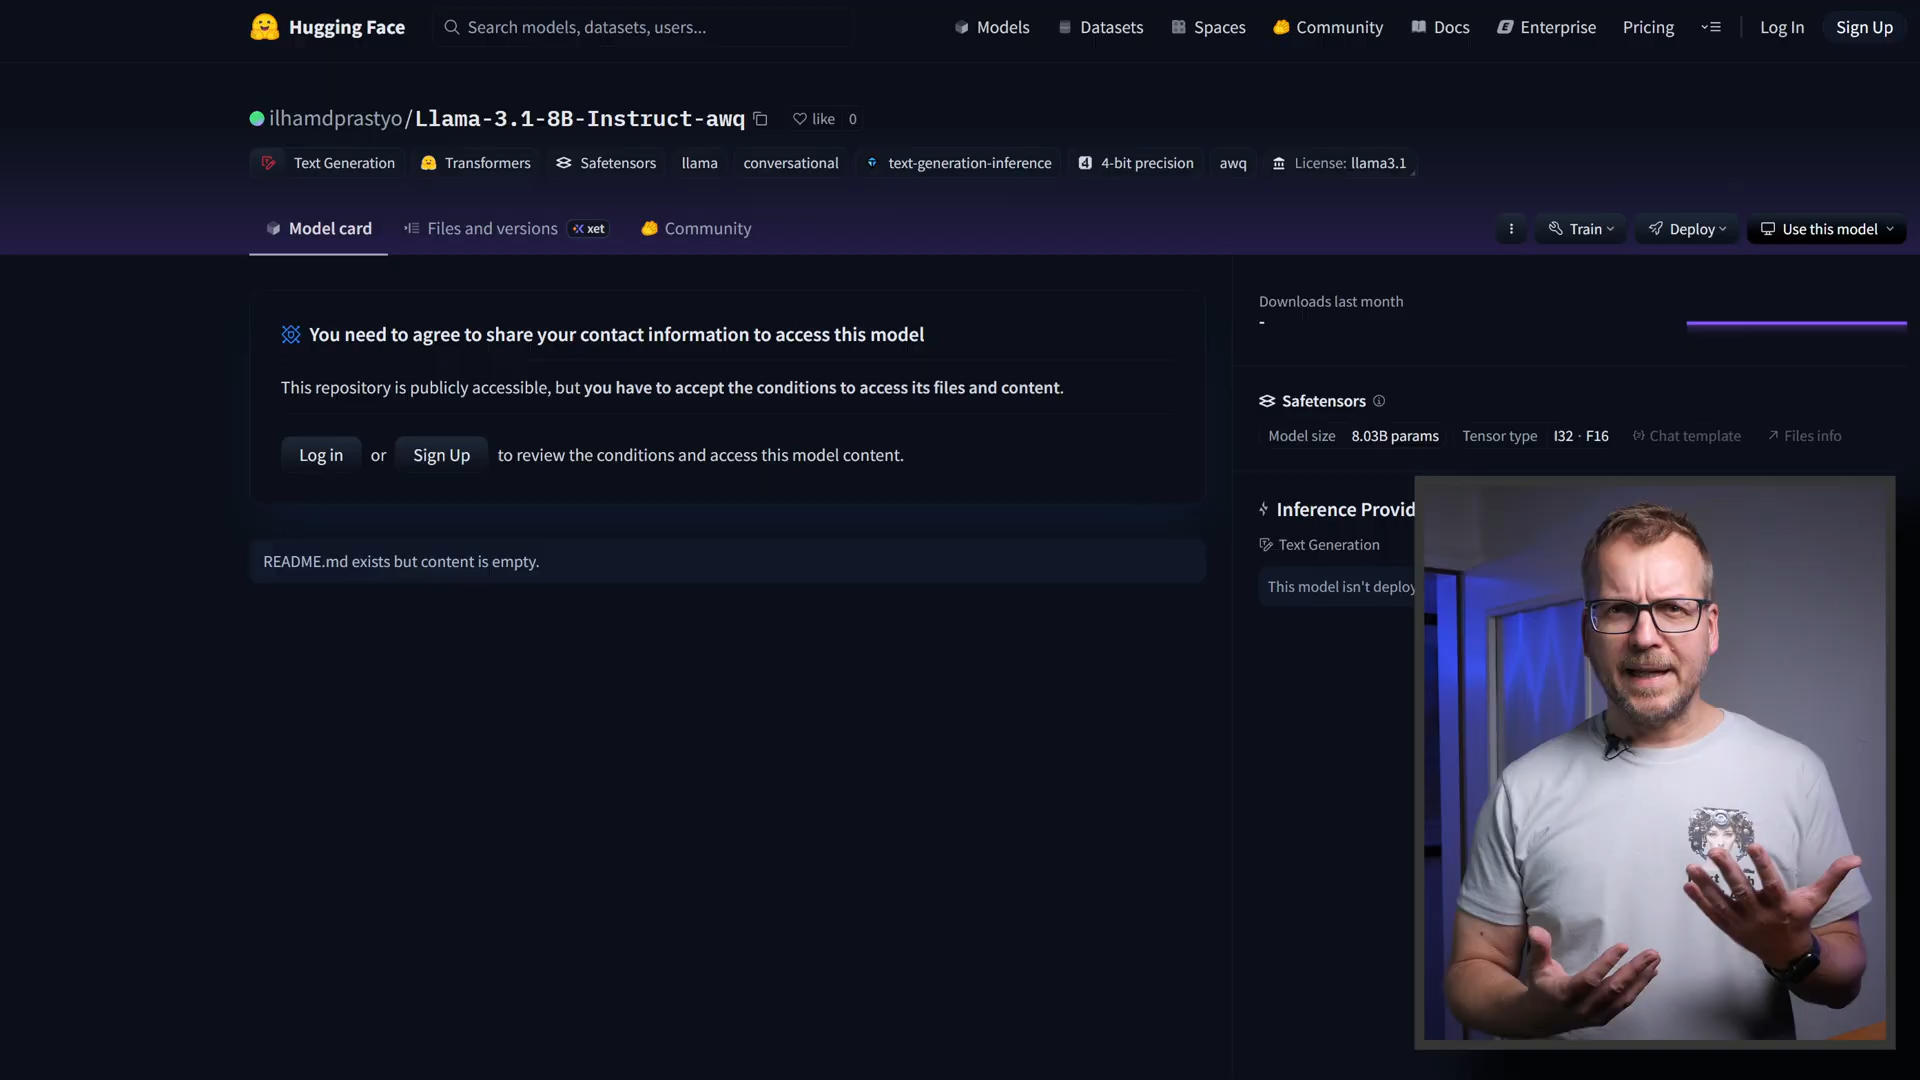 Hugging Face
Search models, datasets, users...
Models
Datasets
Spaces
Community
Docs
Enterprise
Pricing
Log In
Sign Up
ilhamdprastyo/Llama-3.1-8B-Instruct-awq
like 0
Text Generation
Transformers
Safetensors
llama
conversational
text-generation-inference
4 4-bit precision
awq
License: llama3.1
Model card
Files and versions
xet
Community
Train
Deploy
Use this model
You need to agree to share your contact information to access this model
This repository is publicly accessible, but you have to accept the conditions to access its files and content.
Log in or Sign Up to review the conditions and access this model content.
README.md exists but content is empty.
Downloads last month
-
Safetensors
Model size 8.03B params Tensor type I32 · F16 Chat template Files info
Inference Provid
Text Generation
This model isn't deploy